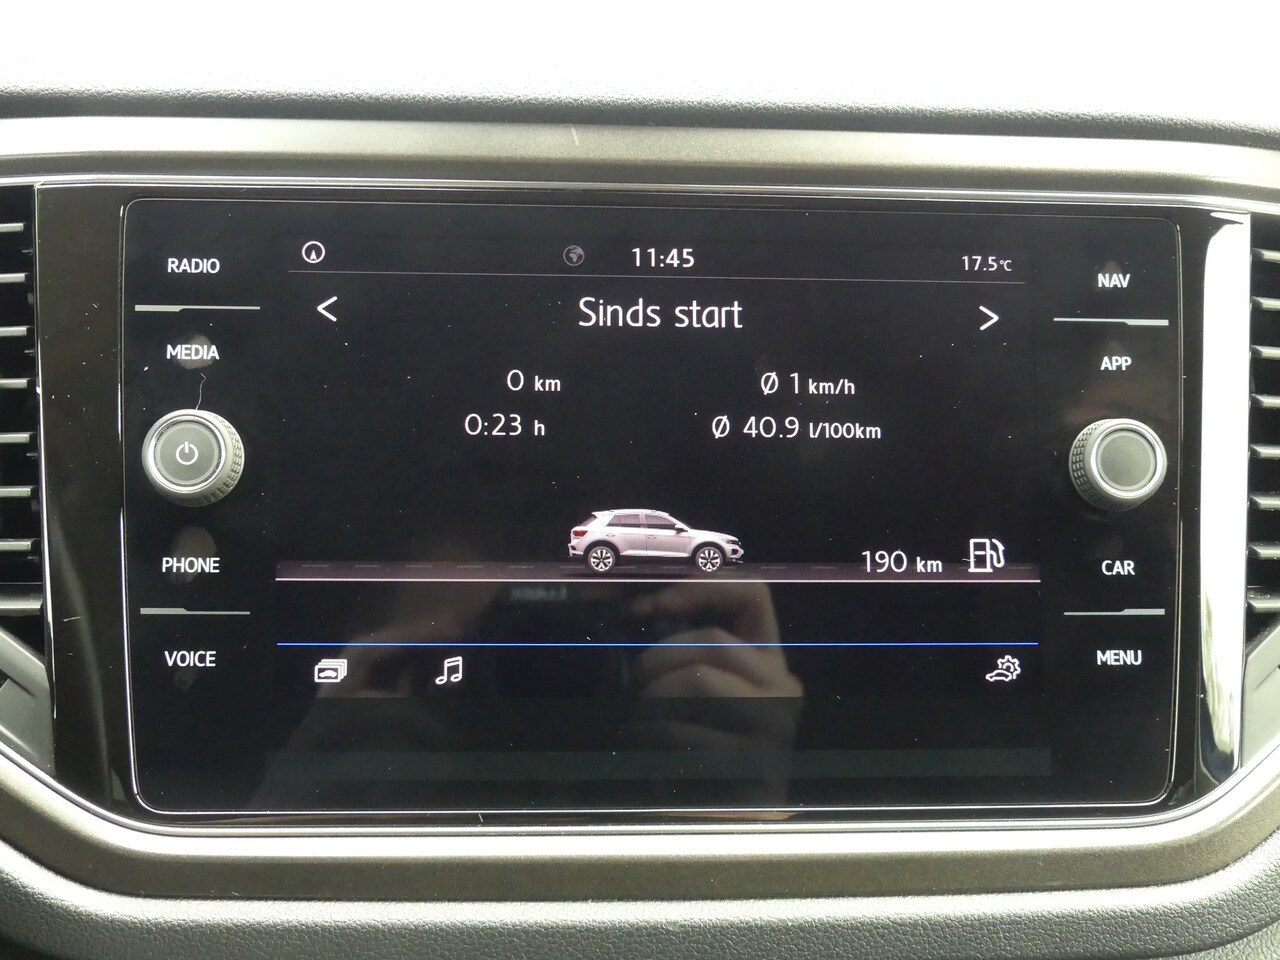 RADIO
MEDIA
PHONE
VOICE
11:45
17.5°C
< Sinds start >
0 km
Ø 1 km/h
0:23 h
Ø 40.9 l/100km
190 km
NAV
APP
CAR
MENU